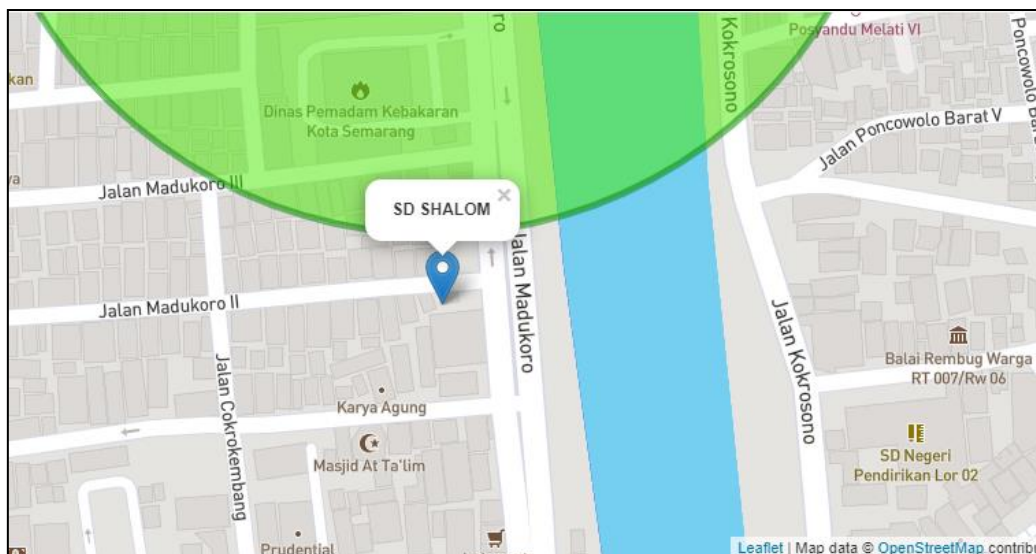 Posyandu Melati VI
kan
Kokrosono
Poncowolo
Dinas Pemadam Kebakaran
Kota Semarang
Jalan Poncowolo Barat V
ya
Jalan Madukoro III
SD SHALOM
×
Jalan Madukoro II
Jalan Madukoro
Jalan Kokrosono
Balai Rembug Warga
RT 007/Rw 06
Jalan Cokrokembang
Karya Agung
SD Negeri
Pendirikan Lor 02
Masjid At Ta'lim
Prudential
Leaflet | Map data © OpenStreetMap contrib